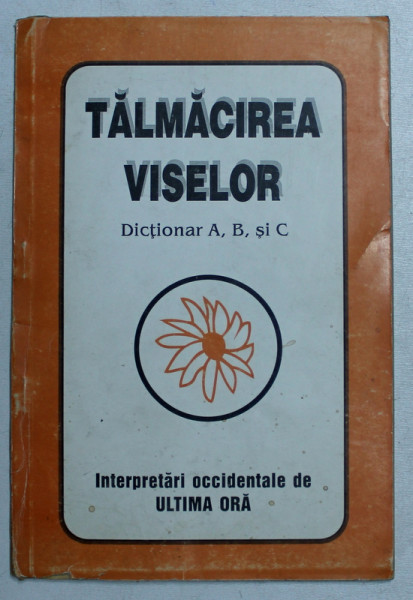 TĂLMĂCIREA
VISELOR
Dicționar A, B, și C
Interpretări occidentale de
ULTIMA ORĂ